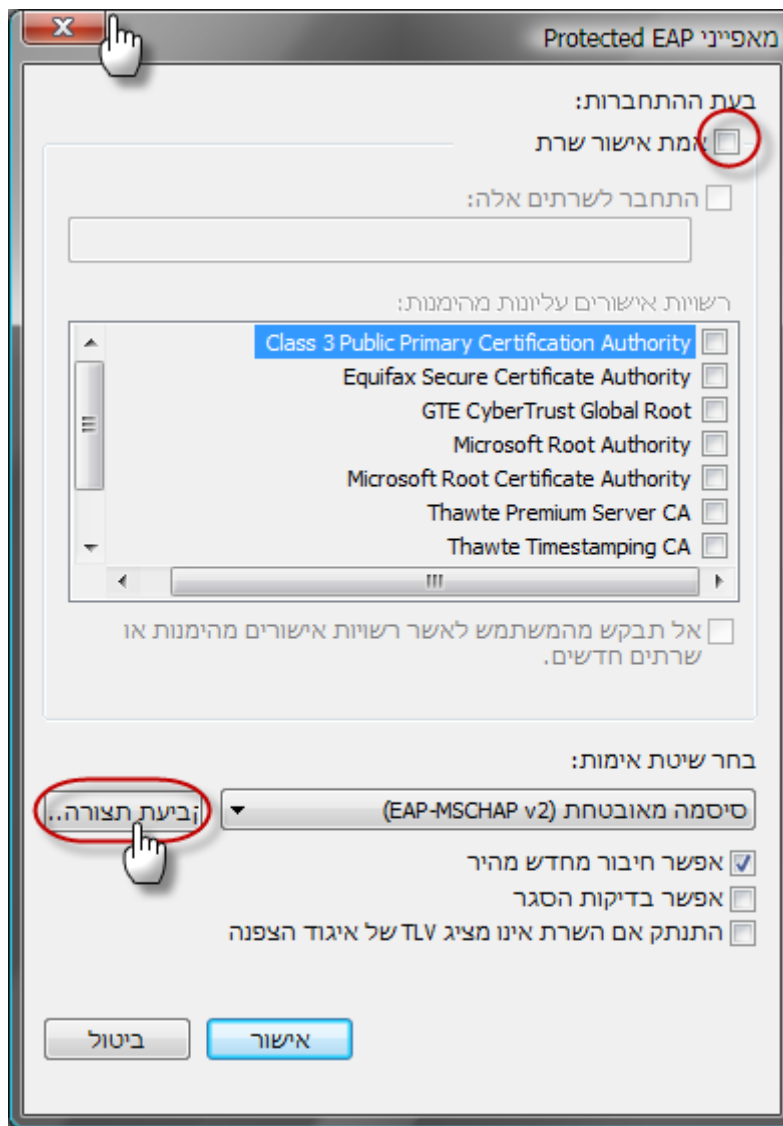 מאפייני Protected EAP
בעת ההתחברות:
אמת אישור שרת
התחבר לשרתים אלה:
רשויות אישורים עליונות מהימנות:
Class 3 Public Primary Certification Authority
Equifax Secure Certificate Authority
GTE CyberTrust Global Root
Microsoft Root Authority
Microsoft Root Certificate Authority
Thawte Premium Server CA
Thawte Timestamping CA
אל תבקש מהמשתמש לאשר רשויות אישורים מהימנות או
שרתים חדשים.
בחר שיטת אימות:
סיסמה מאובטחת (EAP-MSCHAP v2)
קביעת תצורה..
אפשר חיבור מחדש מהיר
אפשר בדיקות הסגר
התנתק אם השרת אינו מציג TLV של איגוד הצפנה
אישור
ביטול